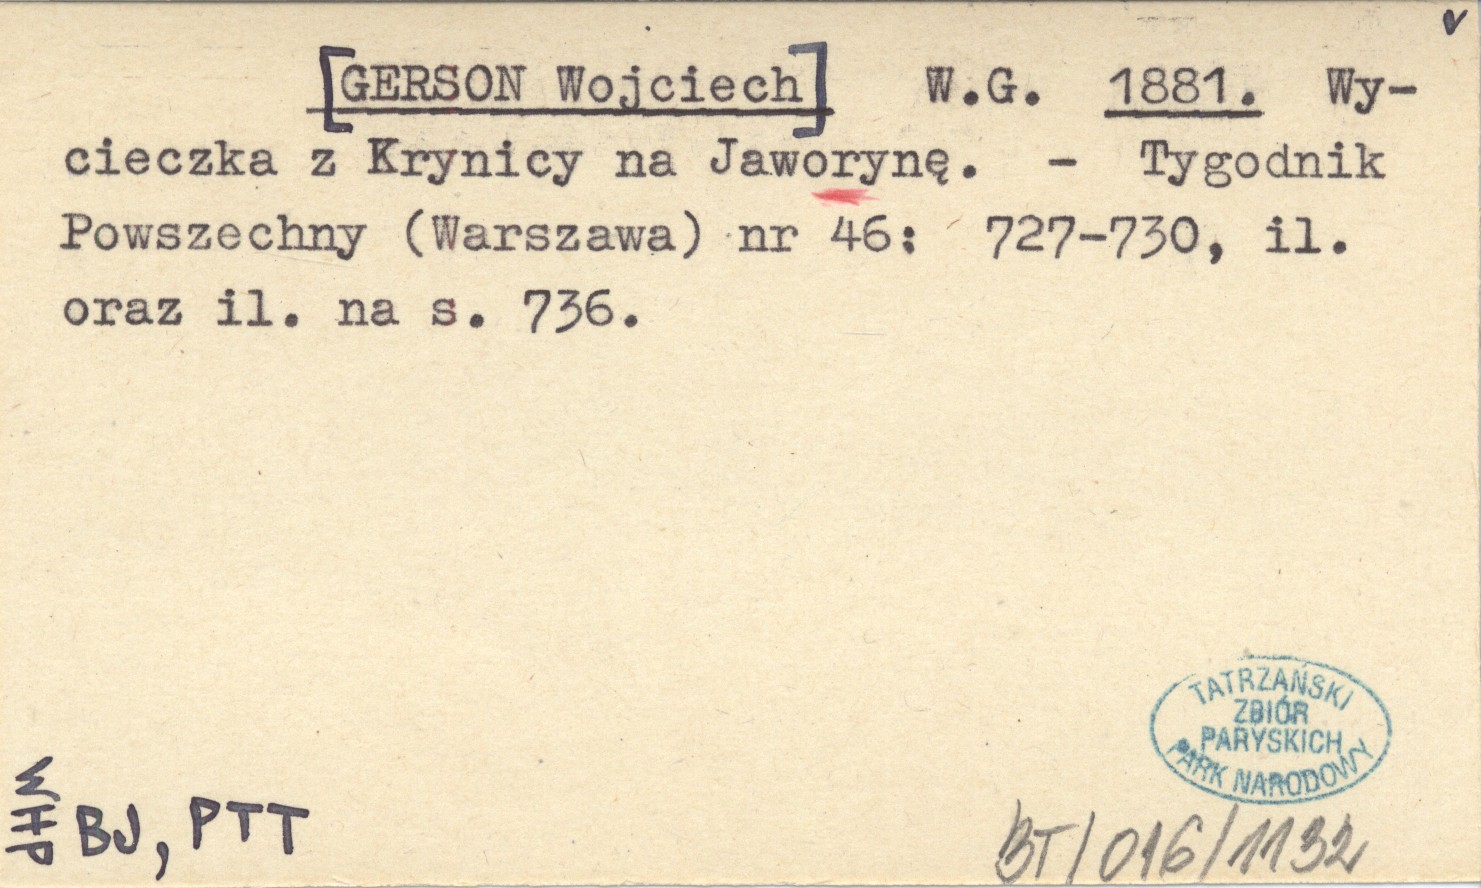 v
[GERSON Wojciech] W.G. 1881. Wy-
cieczka z Krynicy na Jaworynę. - Tygodnik
Powszechny (Warszawa) nr 46: 727-730, il.
oraz il. na s. 736.
TATRZAŃSKI
ZBIÓR
PARYSKICH
PARK NARODOWY
BJ, PTT
BT/016/1132